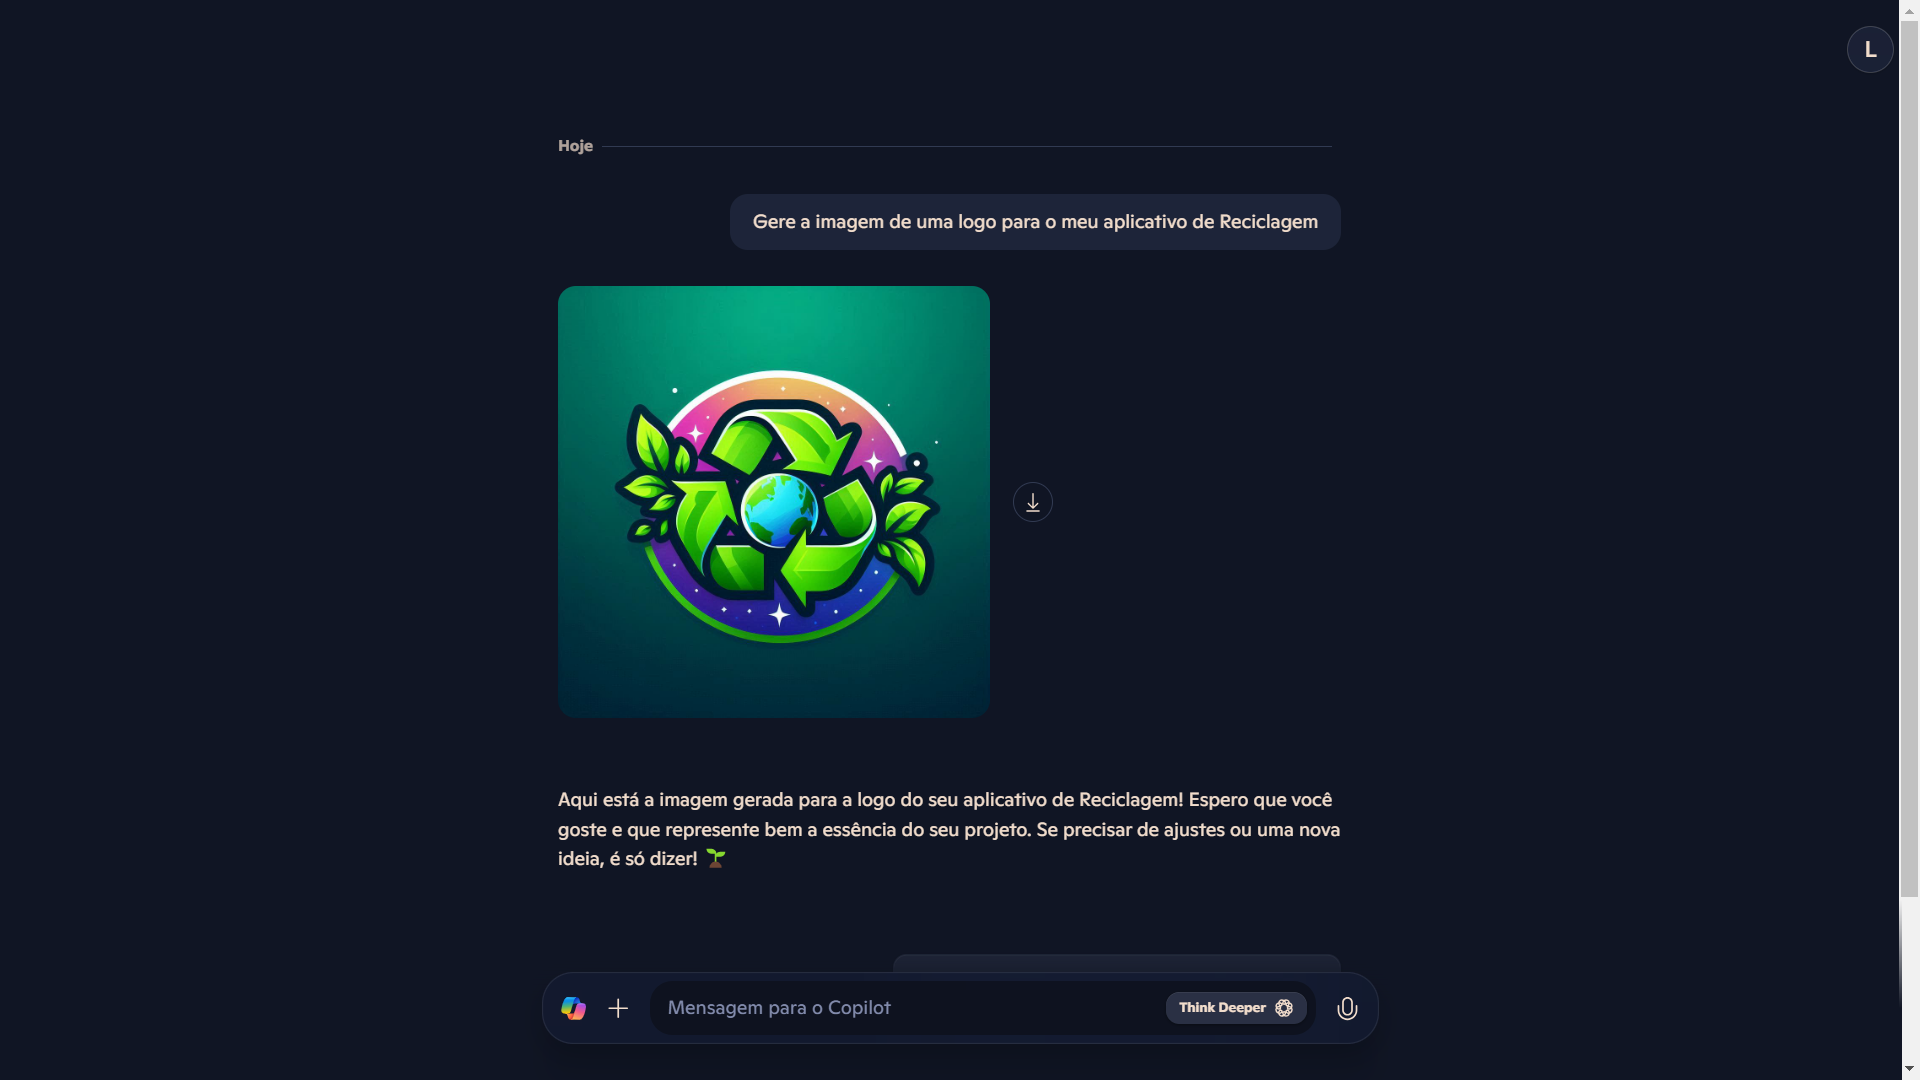 L
Hoje
Gere a imagem de uma logo para o meu aplicativo de Reciclagem
Aqui está a imagem gerada para a logo do seu aplicativo de Reciclagem! Espero que você
goste e que represente bem a essência do seu projeto. Se precisar de ajustes ou uma nova
ideia, é só dizer! 🌱
Mensagem para o Copilot
Think Deeper